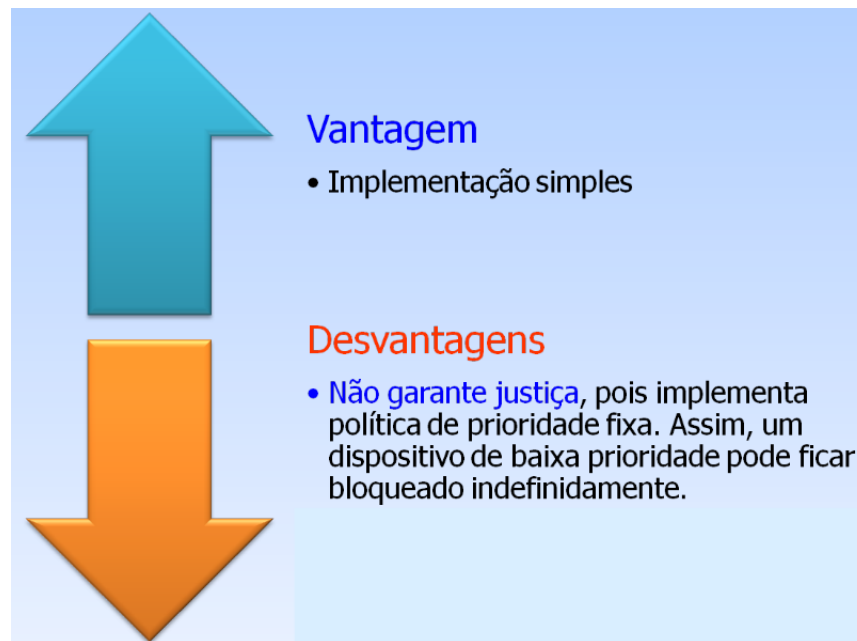 Vantagem
• Implementação simples
Desvantagens
• Não garante justiça, pois implementa
política de prioridade fixa. Assim, um
dispositivo de baixa prioridade pode ficar
bloqueado indefinidamente.